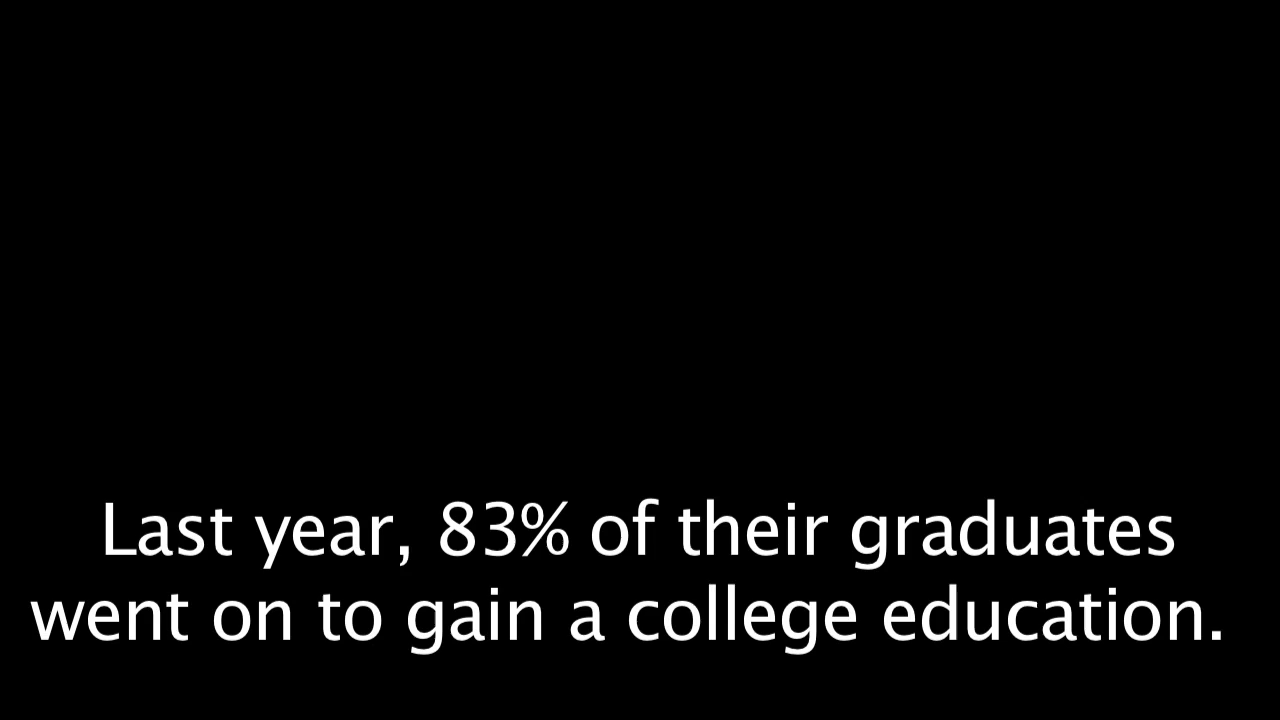 Last year, 83% of their graduates
went on to gain a college education.